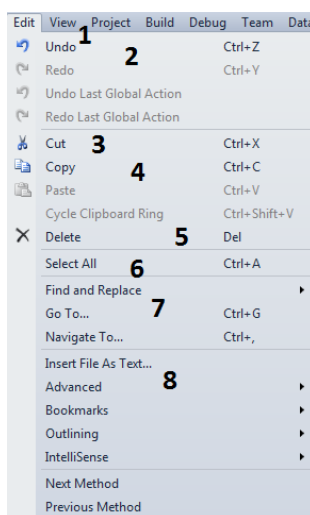 Edit View Project Build Debug Team Data
1
Undo Ctrl+Z
2
Redo Ctrl+Y
Undo Last Global Action
Redo Last Global Action
Cut 3 Ctrl+X
Copy 4 Ctrl+C
Paste Ctrl+V
Cycle Clipboard Ring Ctrl+Shift+V
Delete 5 Del
Select All 6 Ctrl+A
Find and Replace
Go To... 7 Ctrl+G
Navigate To... Ctrl+,
Insert File As Text...
Advanced 8
Bookmarks
Outlining
IntelliSense
Next Method
Previous Method